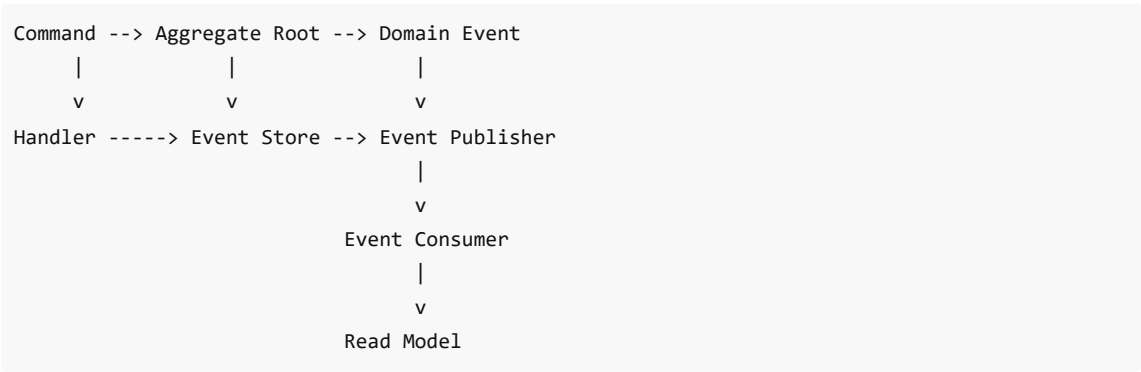 Command --> Aggregate Root --> Domain Event
     |              |                |
     v              v                v
Handler -----> Event Store --> Event Publisher
                                     |
                                     v
                              Event Consumer
                                     |
                                     v
                              Read Model